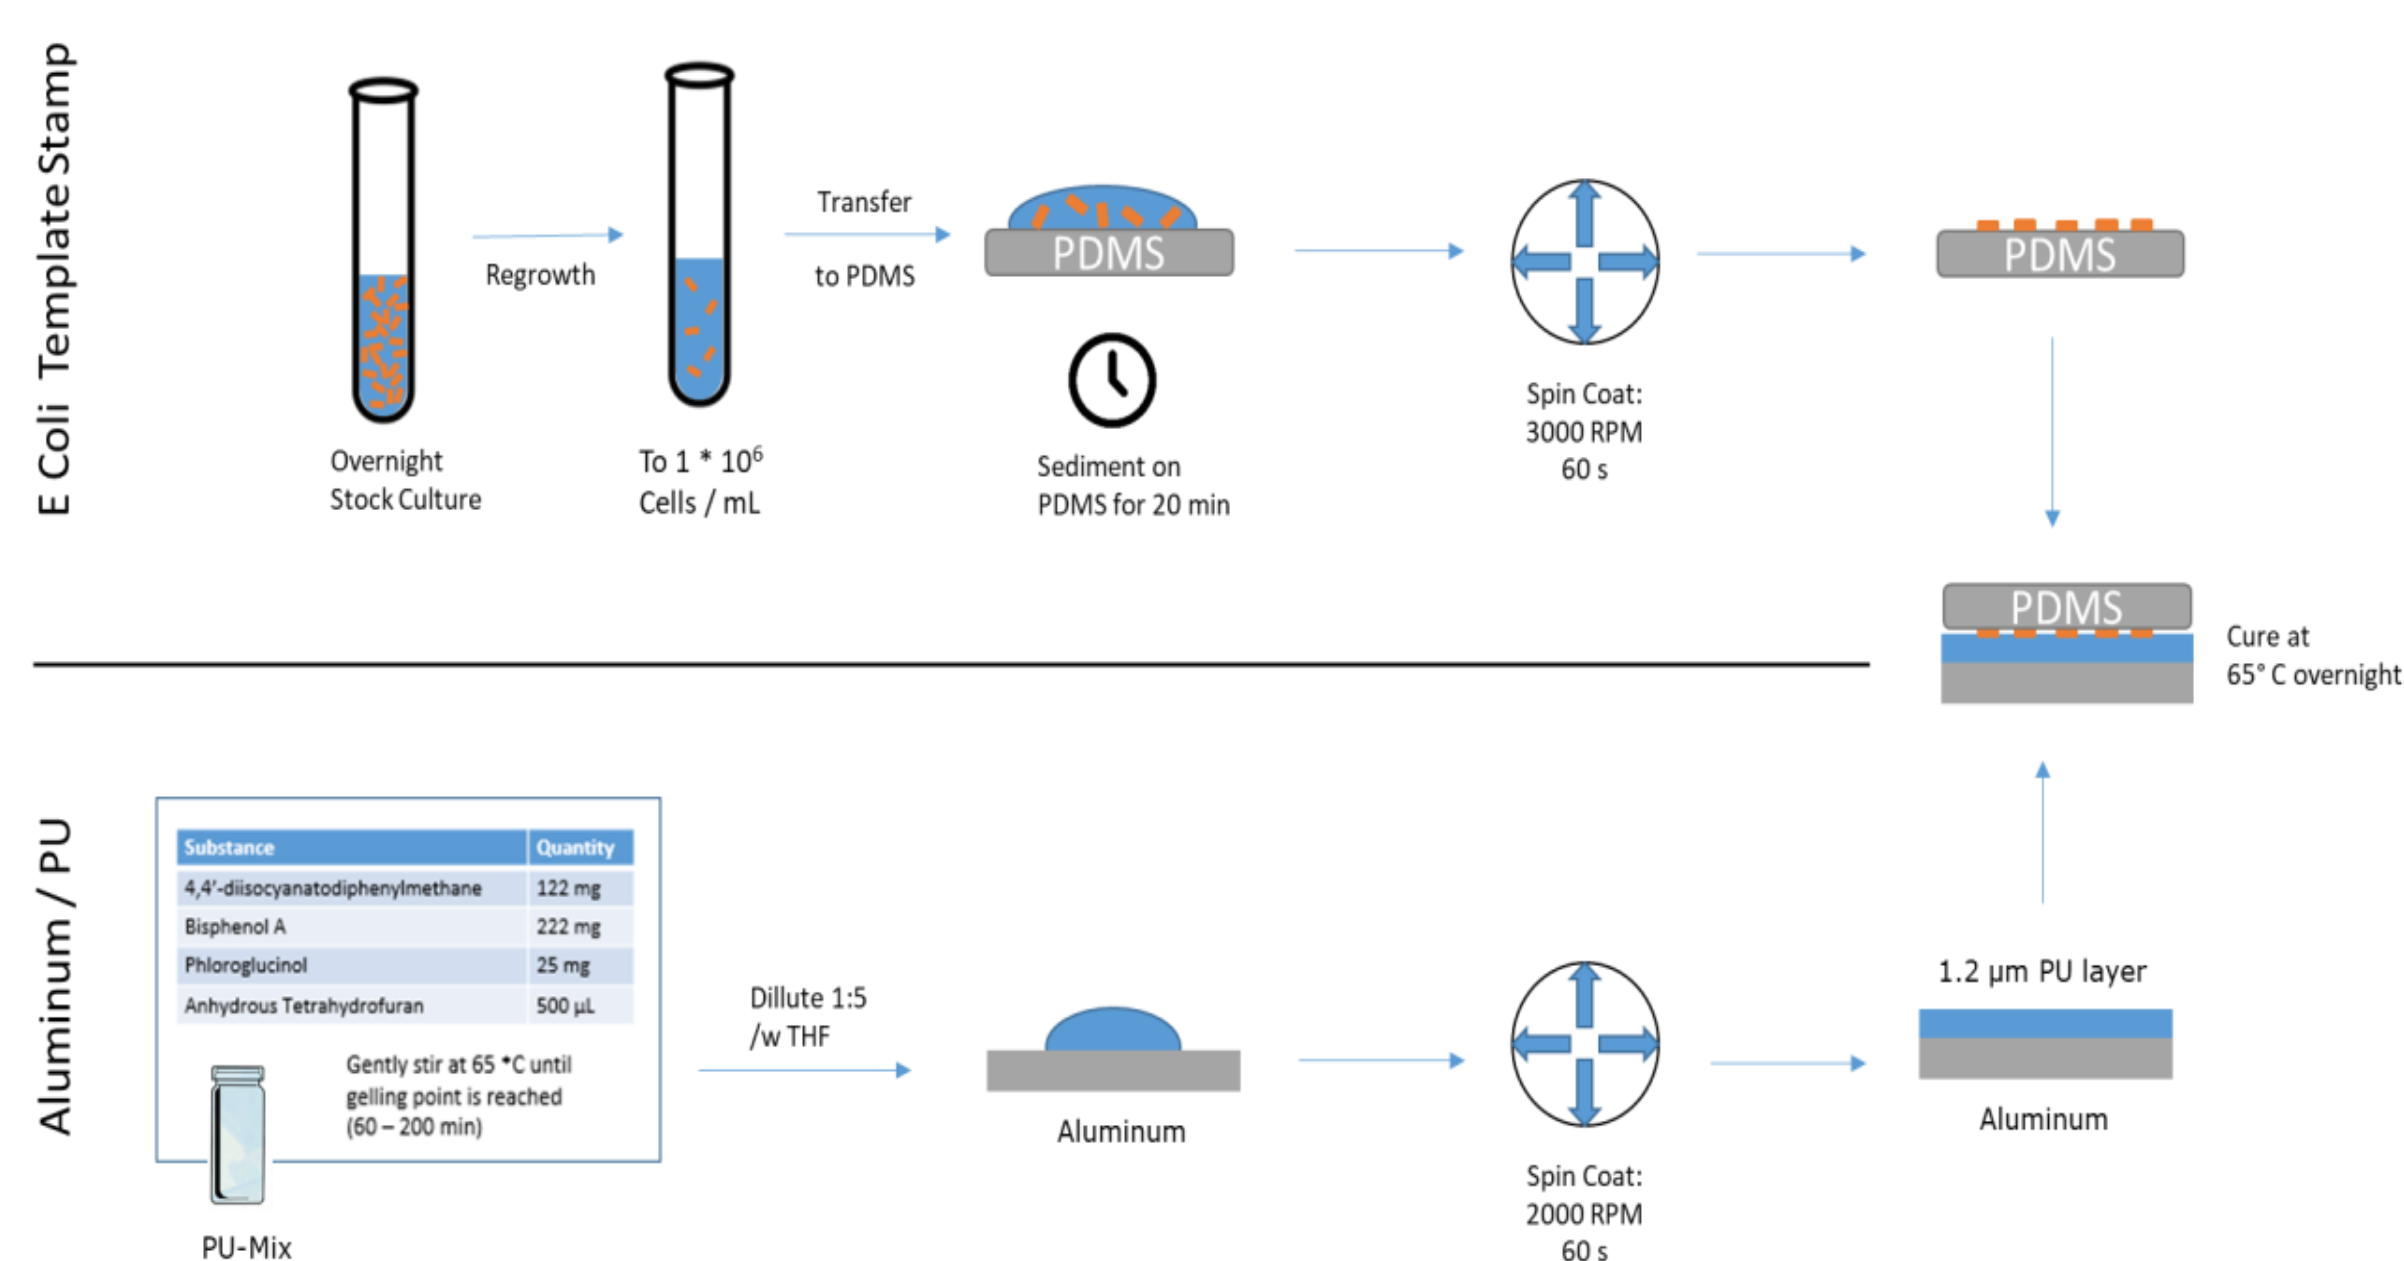 E Coli Template Stamp
Overnight
Stock Culture
Regrowth
To 1 * 10⁶
Cells / mL
Transfer
to PDMS
PDMS
Sediment on
PDMS for 20 min
Spin Coat:
3000 RPM
60 s
PDMS
PDMS
Cure at
65° C overnight
Aluminum / PU
Substance Quantity
4,4'-diisocyanatodiphenylmethane 122 mg
Bisphenol A 222 mg
Phloroglucinol 25 mg
Anhydrous Tetrahydrofuran 500 µL
Gently stir at 65 °C until
gelling point is reached
(60 – 200 min)
PU-Mix
Dillute 1:5
/w THF
Aluminum
Spin Coat:
2000 RPM
60 s
1.2 µm PU layer
Aluminum